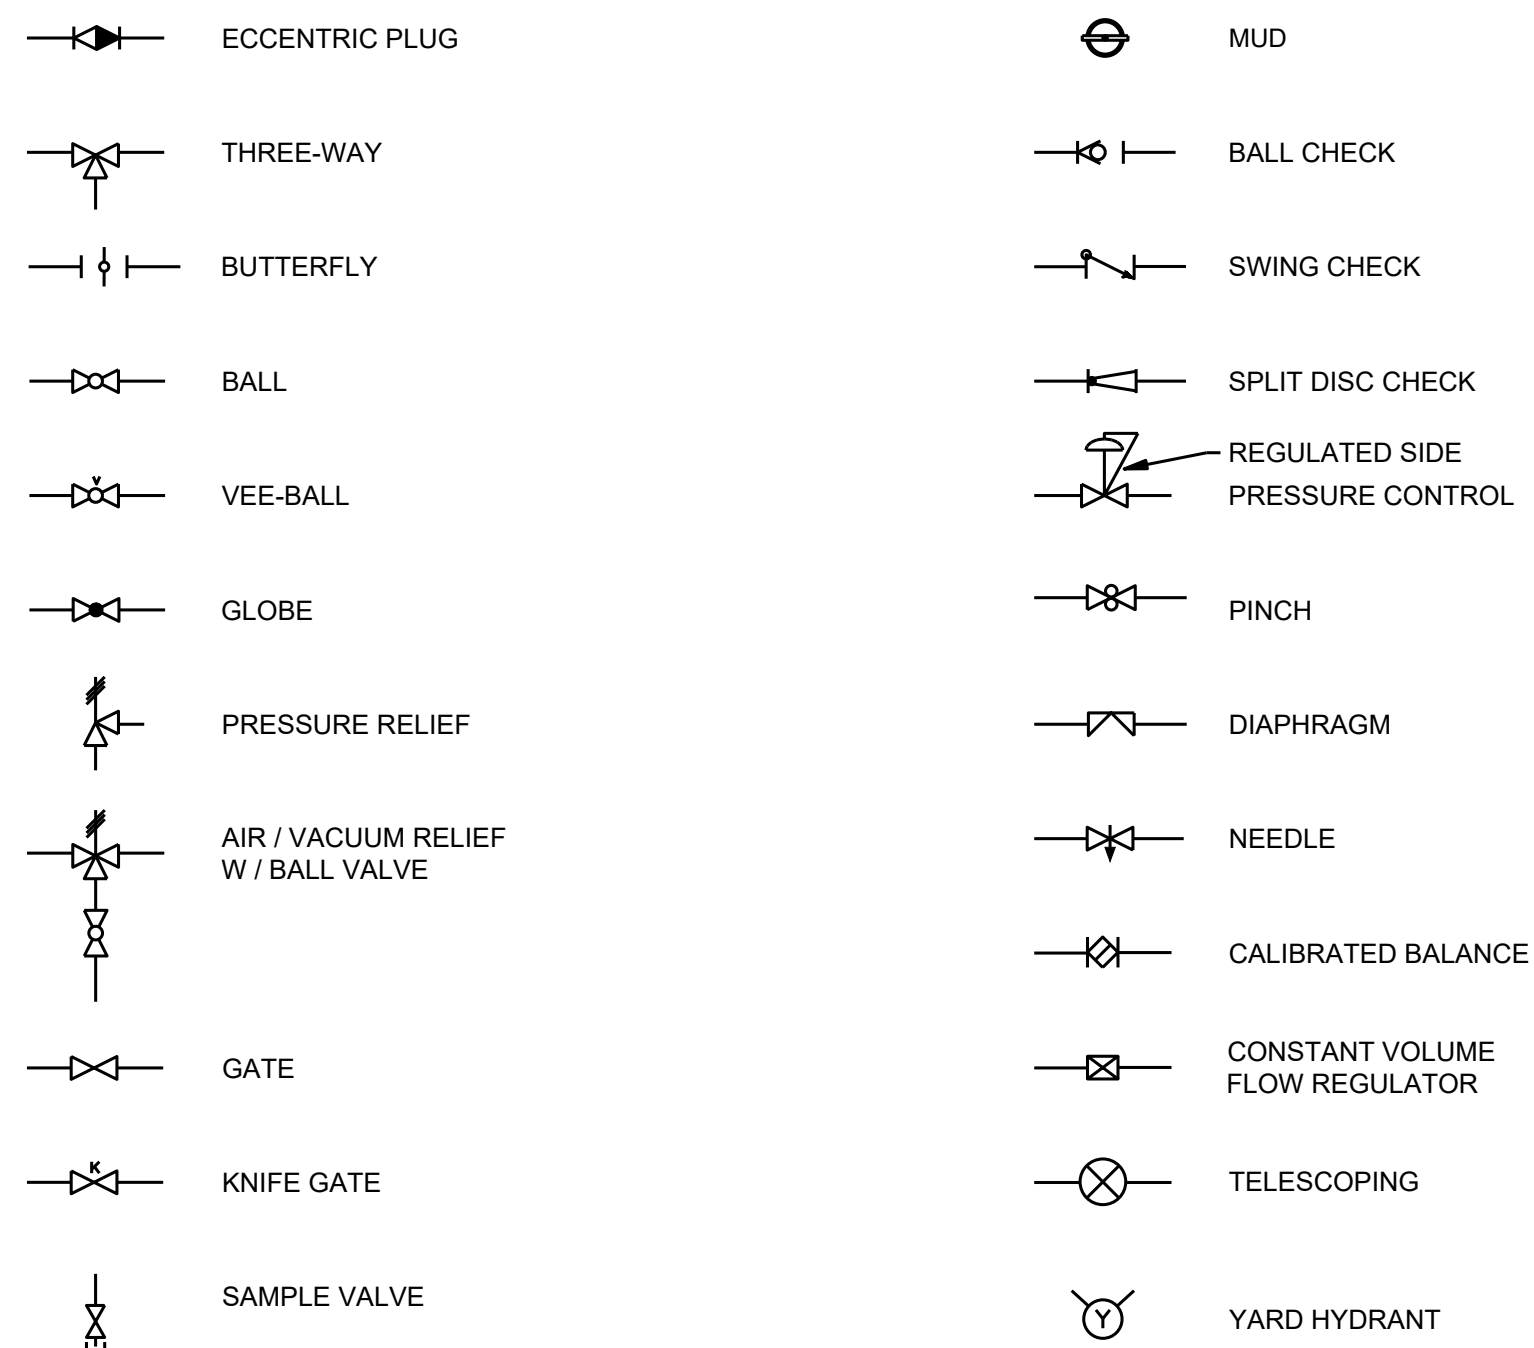 ECCENTRIC PLUG
THREE-WAY
BUTTERFLY
BALL
V
VEE-BALL
GLOBE
PRESSURE RELIEF
AIR / VACUUM RELIEF
W / BALL VALVE
GATE
K
KNIFE GATE
SAMPLE VALVE
MUD
BALL CHECK
SWING CHECK
SPLIT DISC CHECK
REGULATED SIDE
PRESSURE CONTROL
PINCH
DIAPHRAGM
NEEDLE
CALIBRATED BALANCE
CONSTANT VOLUME
FLOW REGULATOR
TELESCOPING
Y
YARD HYDRANT